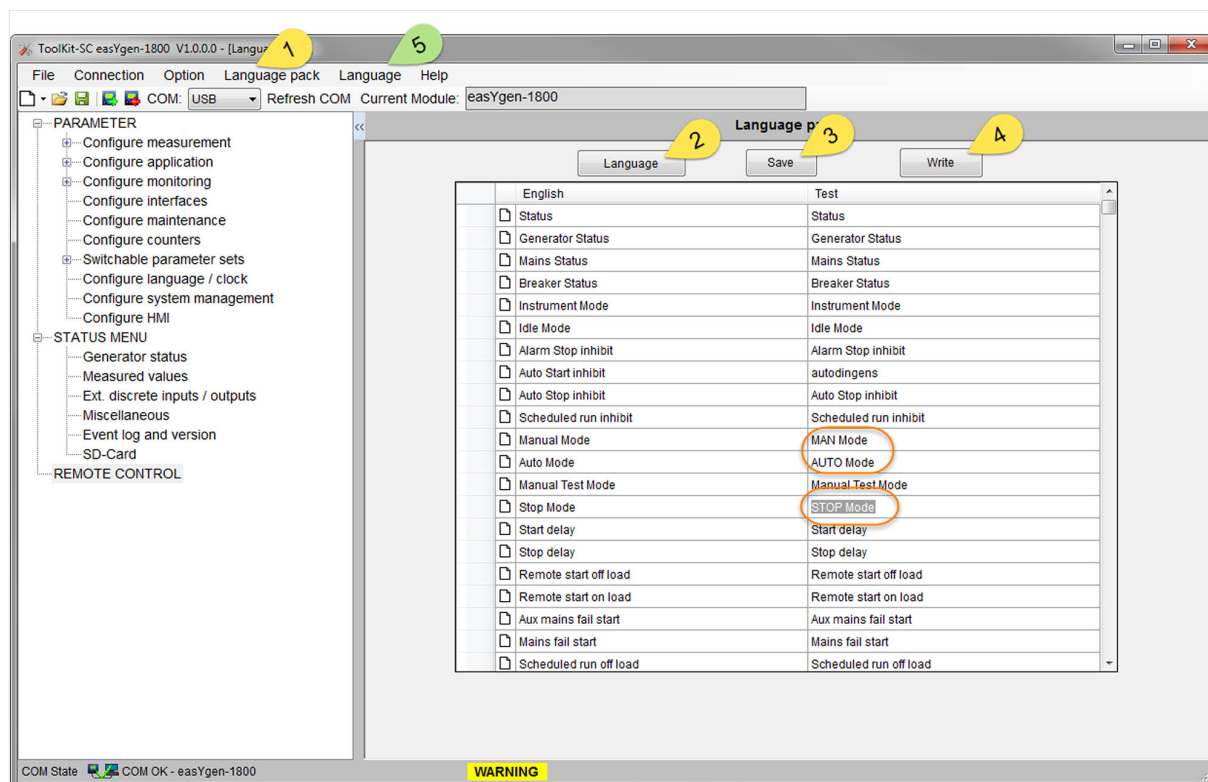 ToolKit-SC easYgen-1800 V1.0.0.0 - [Langua
1
5
File Connection Option Language pack Language Help
COM: USB Refresh COM Current Module: easYgen-1800
PARAMETER
Configure measurement
Configure application
Configure monitoring
Configure interfaces
Configure maintenance
Configure counters
Switchable parameter sets
Configure language / clock
Configure system management
Configure HMI
STATUS MENU
Generator status
Measured values
Ext. discrete inputs / outputs
Miscellaneous
Event log and version
SD-Card
REMOTE CONTROL
Language p
2
3
4
Language Save Write
English Test
Status Status
Generator Status Generator Status
Mains Status Mains Status
Breaker Status Breaker Status
Instrument Mode Instrument Mode
Idle Mode Idle Mode
Alarm Stop inhibit Alarm Stop inhibit
Auto Start inhibit autodingens
Auto Stop inhibit Auto Stop inhibit
Scheduled run inhibit Scheduled run inhibit
Manual Mode MAN Mode
Auto Mode AUTO Mode
Manual Test Mode Manual Test Mode
Stop Mode STOP Mode
Start delay Start delay
Stop delay Stop delay
Remote start off load Remote start off load
Remote start on load Remote start on load
Aux mains fail start Aux mains fail start
Mains fail start Mains fail start
Scheduled run off load Scheduled run off load
COM State COM OK - easYgen-1800 WARNING